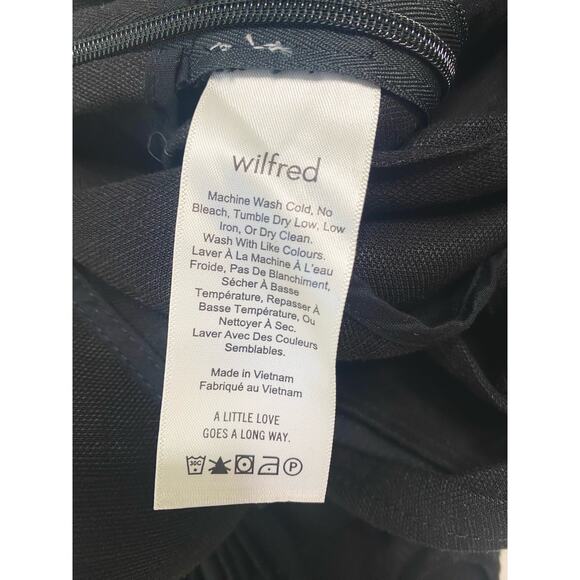 wilfred
Machine Wash Cold, No
Bleach, Tumble Dry Low, Low
Iron, Or Dry Clean.
Wash With Like Colours.
Laver À La Machine À L'eau
Froide, Pas De Blanchiment,
Sécher À Basse
Température, Repasser À
Basse Température, Ou
Nettoyer À Sec.
Laver Avec Des Couleurs
Semblables.
Made in Vietnam
Fabriqué au Vietnam
A LITTLE LOVE
GOES A LONG WAY.
30C P